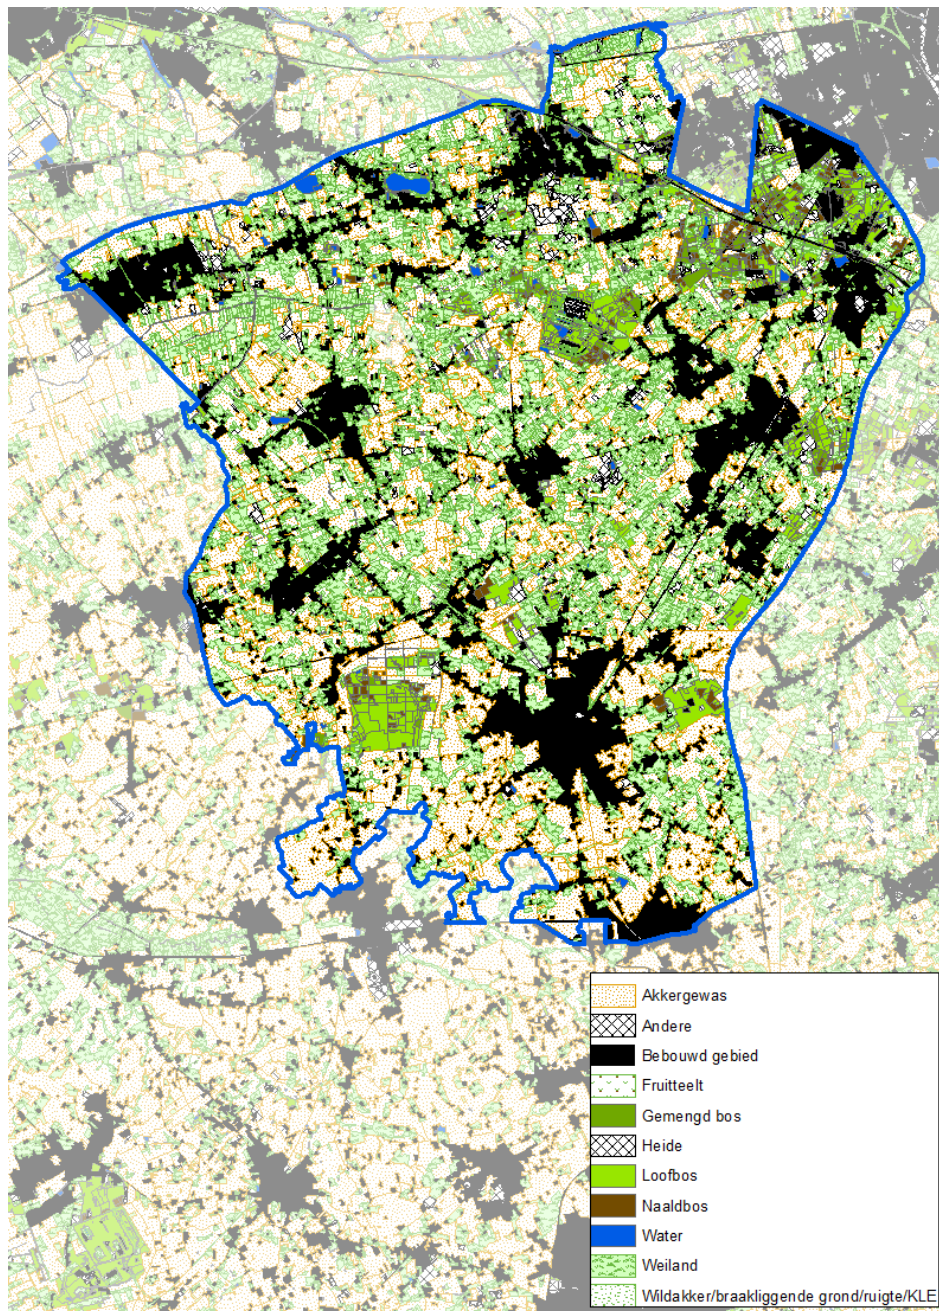 Akkergewas
Andere
Bebouwd gebied
Fruitteelt
Gemengd bos
Heide
Loofbos
Naaldbos
Water
Weiland
Wildakker/braakliggende grond/ruigte/KLE